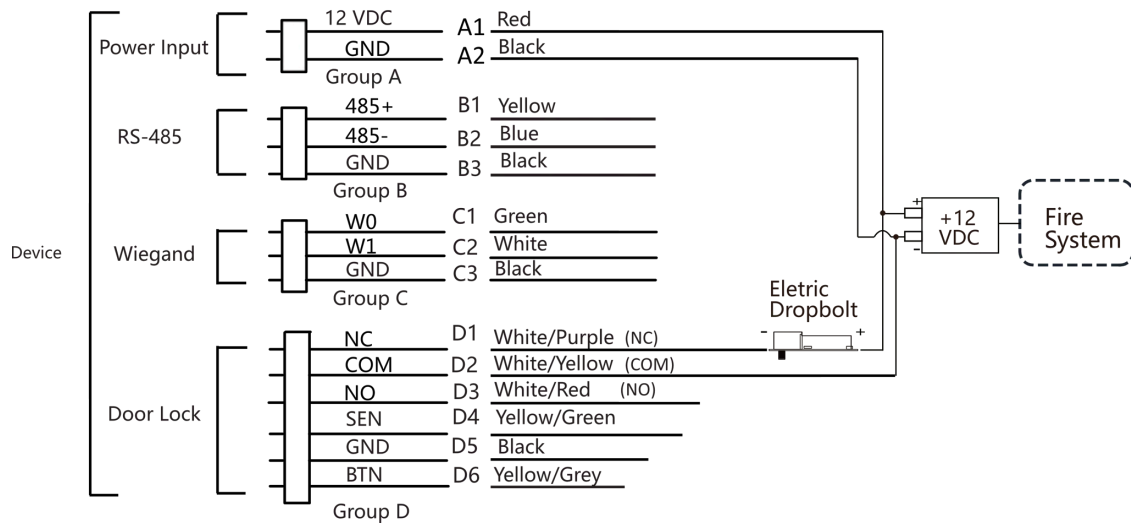 12 VDC A1 Red
Power Input GND A2 Black
Group A
485+ B1 Yellow
RS-485 485- B2 Blue
GND B3 Black
Group B
W0 C1 Green
W1 C2 White
Device Wiegand GND C3 Black
Group C
+ +12
- VDC
Fire
System
Eletric
Dropbolt
- +
NC D1 White/Purple (NC)
COM D2 White/Yellow (COM)
NO D3 White/Red (NO)
Door Lock SEN D4 Yellow/Green
GND D5 Black
BTN D6 Yellow/Grey
Group D